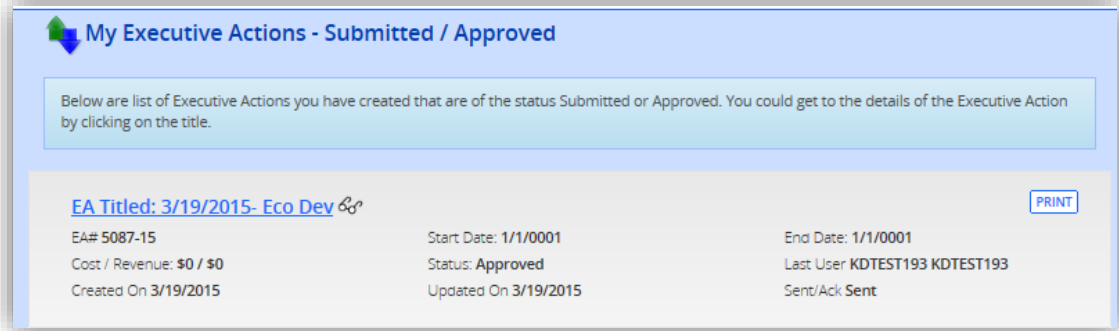 My Executive Actions - Submitted / Approved
Below are list of Executive Actions you have created that are of the status Submitted or Approved. You could get to the details of the Executive Action
by clicking on the title.
EA Titled: 3/19/2015- Eco Dev
PRINT
EA# 5087-15 Start Date: 1/1/0001 End Date: 1/1/0001
Cost / Revenue: $0 / $0 Status: Approved Last User KDTEST193 KDTEST193
Created On 3/19/2015 Updated On 3/19/2015 Sent/Ack Sent